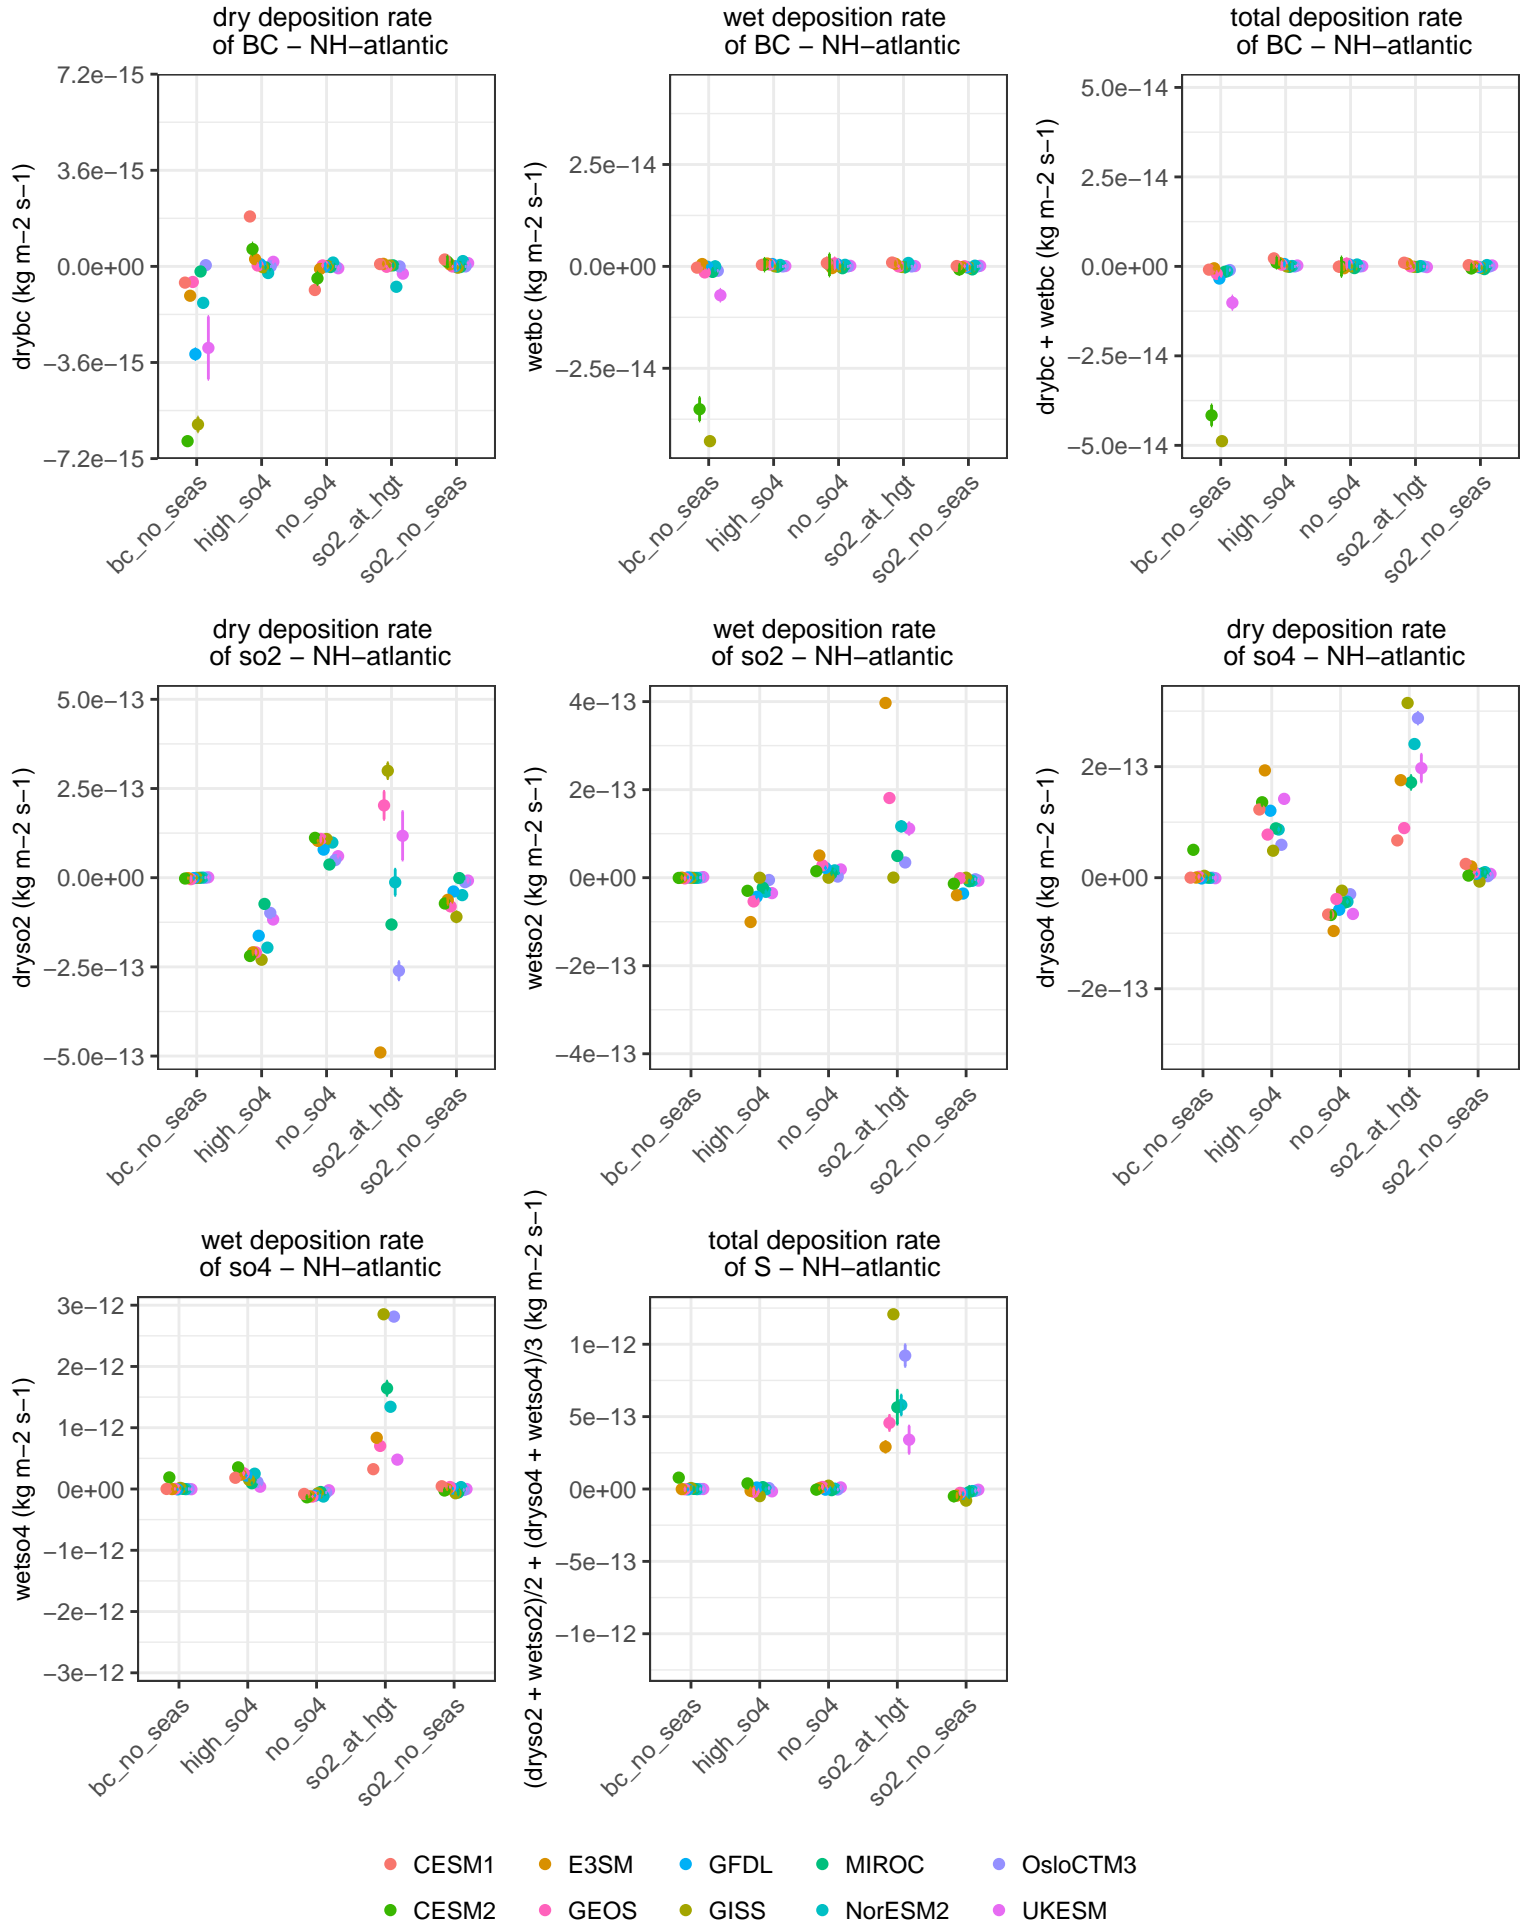 dry deposition rate
of BC − NH−atlantic
wet deposition rate
of BC − NH−atlantic
total deposition rate
of BC − NH−atlantic
drybc (kg m−2 s−1)
7.2e−15
3.6e−15
0.0e+00
−3.6e−15
−7.2e−15
bc_no_seas
high_so4
no_so4
so2_at_hgt
so2_no_seas
wetbc (kg m−2 s−1)
2.5e−14
0.0e+00
−2.5e−14
bc_no_seas
high_so4
no_so4
so2_at_hgt
so2_no_seas
drybc + wetbc (kg m−2 s−1)
5.0e−14
2.5e−14
0.0e+00
−2.5e−14
−5.0e−14
bc_no_seas
high_so4
no_so4
so2_at_hgt
so2_no_seas
dry deposition rate
of so2 − NH−atlantic
wet deposition rate
of so2 − NH−atlantic
dry deposition rate
of so4 − NH−atlantic
dryso2 (kg m−2 s−1)
5.0e−13
2.5e−13
0.0e+00
−2.5e−13
−5.0e−13
bc_no_seas
high_so4
no_so4
so2_at_hgt
so2_no_seas
wetso2 (kg m−2 s−1)
4e−13
2e−13
0e+00
−2e−13
−4e−13
bc_no_seas
high_so4
no_so4
so2_at_hgt
so2_no_seas
dryso4 (kg m−2 s−1)
2e−13
0e+00
−2e−13
bc_no_seas
high_so4
no_so4
so2_at_hgt
so2_no_seas
wet deposition rate
of so4 − NH−atlantic
total deposition rate
of S − NH−atlantic
wetso4 (kg m−2 s−1)
3e−12
2e−12
1e−12
0e+00
−1e−12
−2e−12
−3e−12
bc_no_seas
high_so4
no_so4
so2_at_hgt
so2_no_seas
(dryso2 + wetso2)/2 + (dryso4 + wetso4)/3 (kg m−2 s−1)
1e−12
5e−13
0e+00
−5e−13
−1e−12
bc_no_seas
high_so4
no_so4
so2_at_hgt
so2_no_seas
CESM1
E3SM
GFDL
MIROC
OsloCTM3
CESM2
GEOS
GISS
NorESM2
UKESM